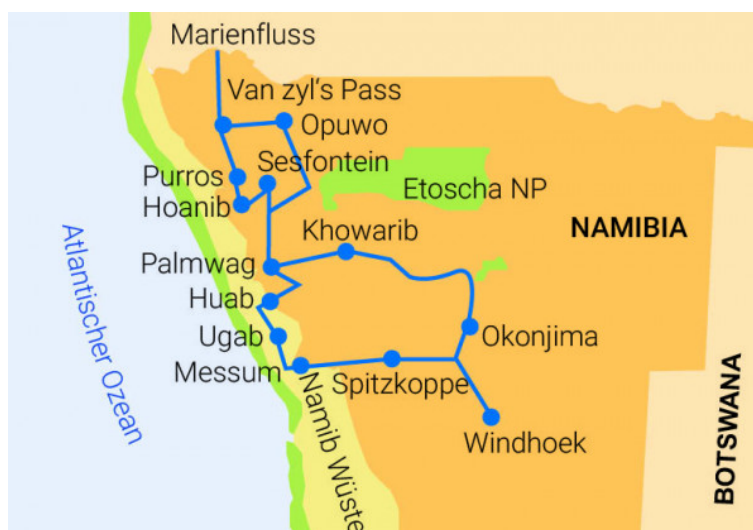 Marienfluss
Van zyl's Pass
Opuwo
Sesfontein
Purros
Etoscha NP
Hoanib
Khowarib
NAMIBIA
Atlantischer Ozean
Palmwag
Huab
Ugab
Okonjima
Messum
Spitzkoppe
Namib Wüste
Windhoek
BOTSWANA